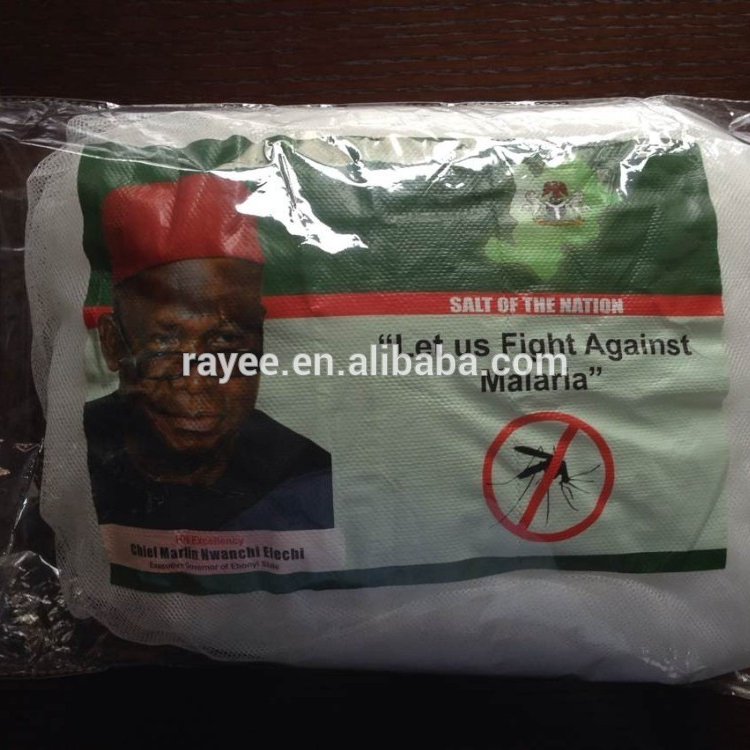 SALT OF THE NATION
"Let us Fight Against
Malaria"
rayee.en.alibaba.com
His Excellency
Chief Martin Nwanchi Elechi
Executive Governor of Ebonyi State